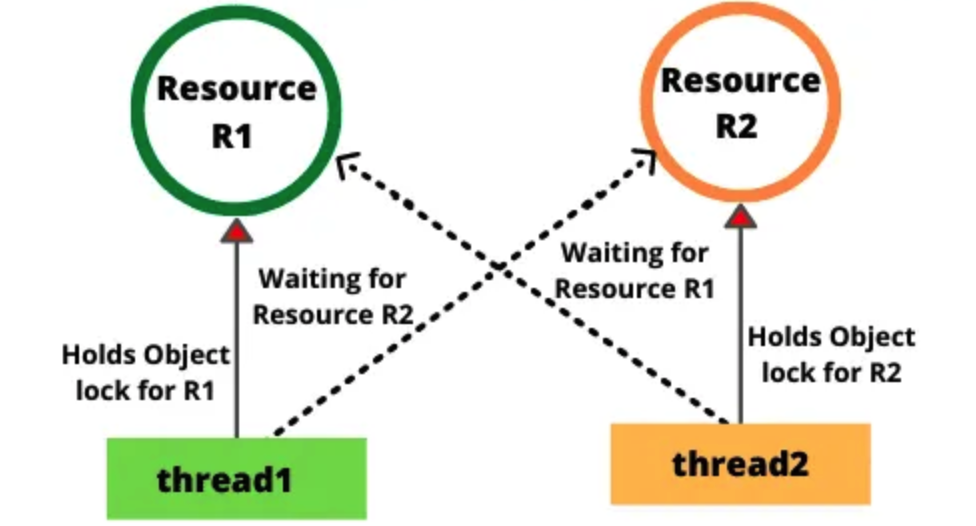 Resource
R1
Resource
R2
Waiting for
Resource R2
Waiting for
Resource R1
Holds Object
lock for R1
Holds Object
lock for R2
thread1
thread2